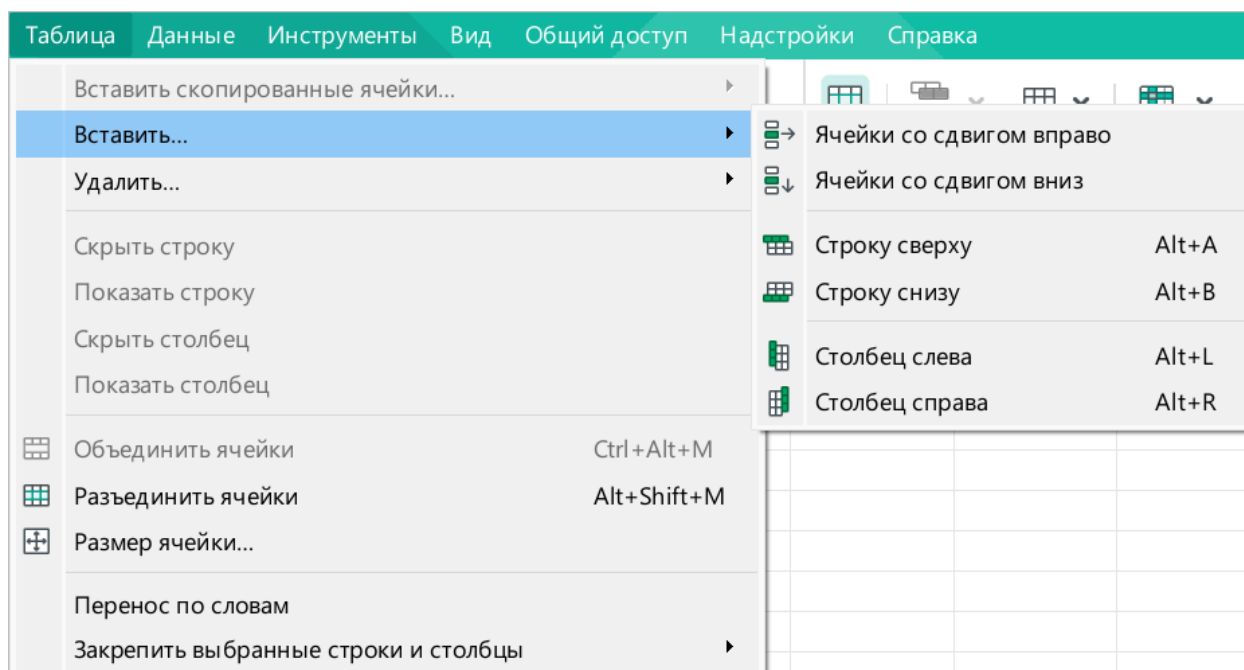 Таблица Данные Инструменты Вид Общий доступ Надстройки Справка
Вставить скопированные ячейки...
Вставить...
Удалить...
Скрыть строку
Показать строку
Скрыть столбец
Показать столбец
Объединить ячейки Ctrl+Alt+M
Разъединить ячейки Alt+Shift+M
Размер ячейки...
Перенос по словам
Закрепить выбранные строки и столбцы
Ячейки со сдвигом вправо
Ячейки со сдвигом вниз
Строку сверху Alt+A
Строку снизу Alt+B
Столбец слева Alt+L
Столбец справа Alt+R